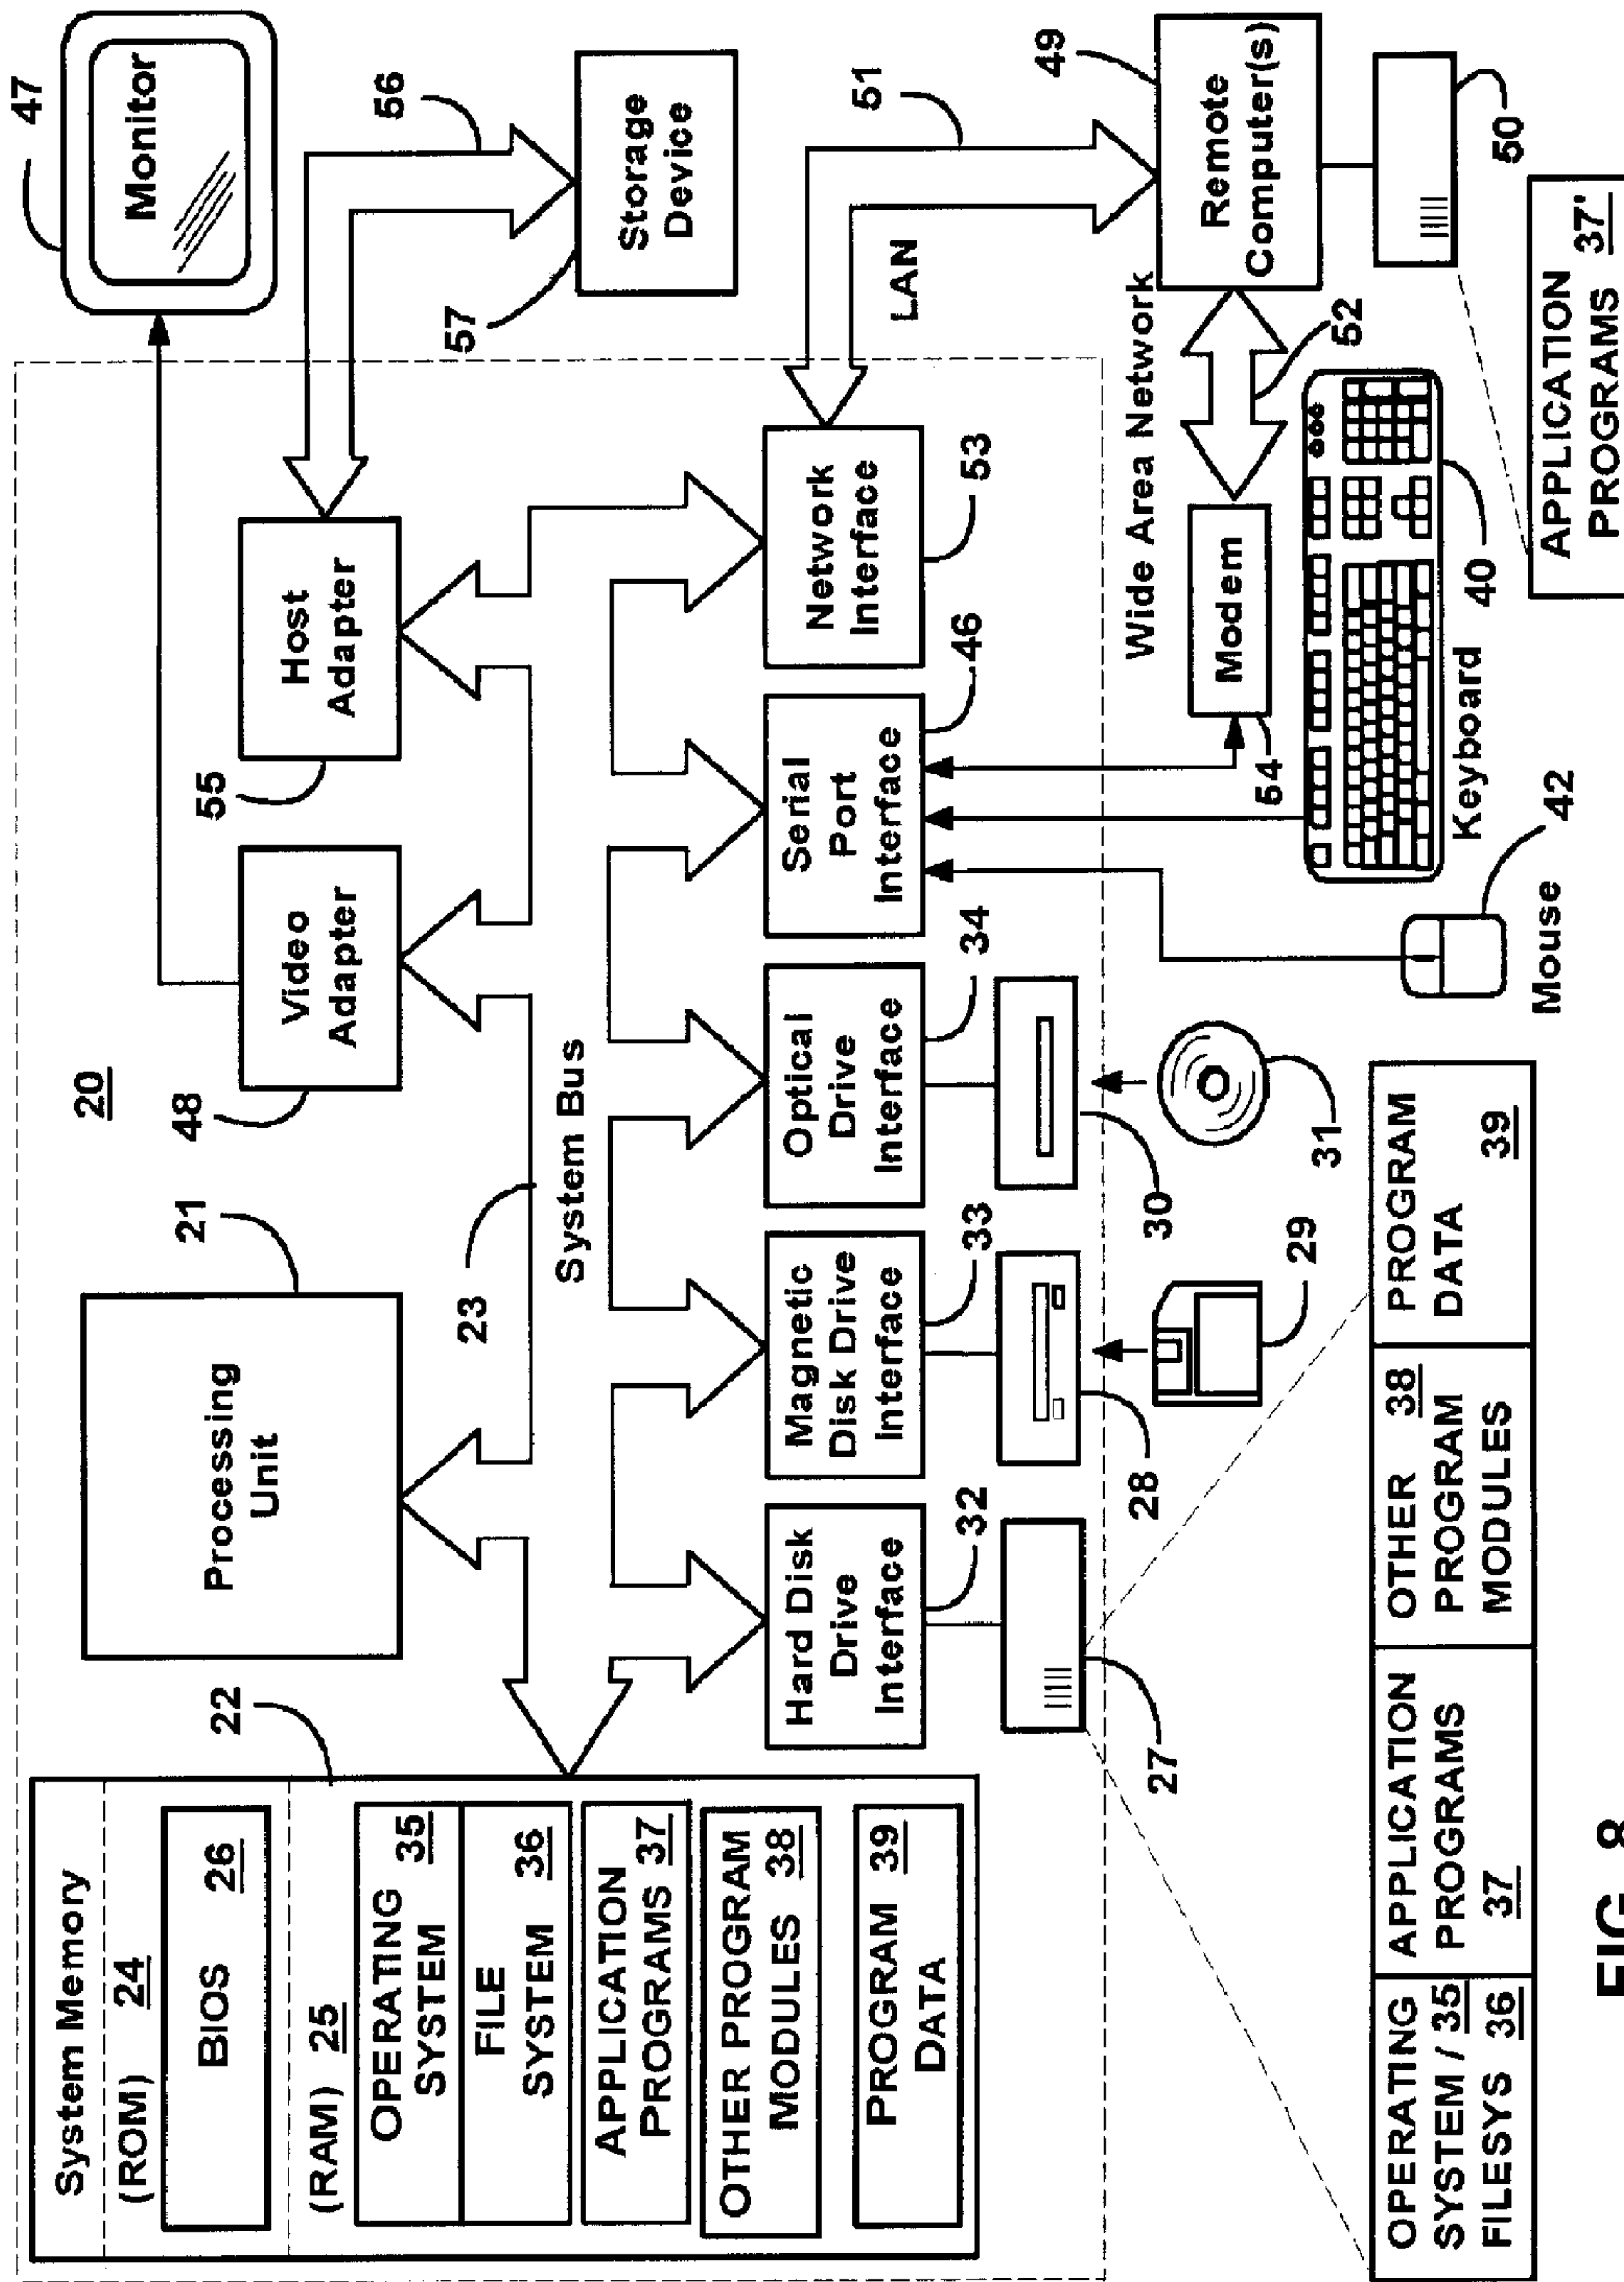 System Memory
(ROM) 24
BIOS 26
22
(RAM) 25
OPERATING
SYSTEM 35
FILE
SYSTEM 36
APPLICATION
PROGRAMS 37
OTHER PROGRAM
MODULES 38
PROGRAM 39
DATA
20
Processing
Unit
21
48
Video
Adapter
55
Host
Adapter
47
Monitor
56
57
Storage
Device
23
System Bus
Hard Disk
Drive
Interface
32
Magnetic
Disk Drive
Interface
33
Optical
Drive
Interface
34
Serial
Port
Interface
46
Network
Interface
53
LAN
51
27
28
29
30
31
Wide Area Network
Modem
54
52
49
Remote
Computer(s)
50
Mouse
42
Keyboard
40
APPLICATION
PROGRAMS 37'
OPERATING
SYSTEM / 35
FILESYS 36
APPLICATION
PROGRAMS
37
OTHER 38
PROGRAM
MODULES
PROGRAM
DATA
39
FIG. 8